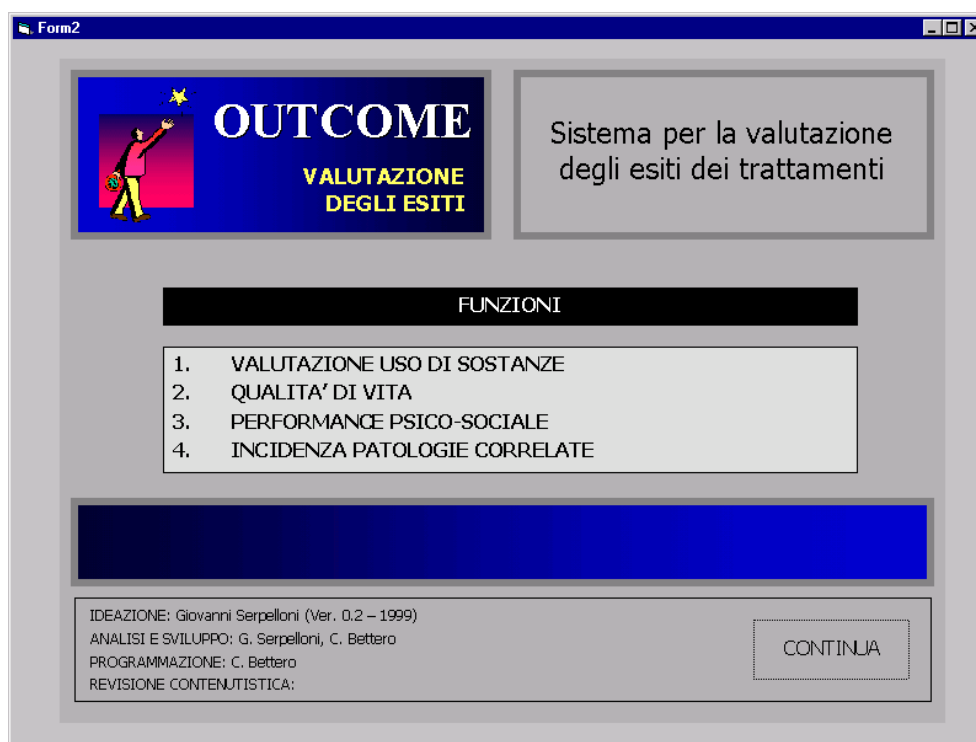 Form2
OUTCOME
VALUTAZIONE
DEGLI ESITI
Sistema per la valutazione
degli esiti dei trattamenti
FUNZIONI
1. VALUTAZIONE USO DI SOSTANZE
2. QUALITA’ DI VITA
3. PERFORMANCE PSICO-SOCIALE
4. INCIDENZA PATOLOGIE CORRELATE
IDEAZIONE: Giovanni Serpelloni (Ver. 0.2 – 1999)
ANALISI E SVILUPPO: G. Serpelloni, C. Bettero
PROGRAMMAZIONE: C. Bettero
REVISIONE CONTENUTISTICA:
CONTINUA